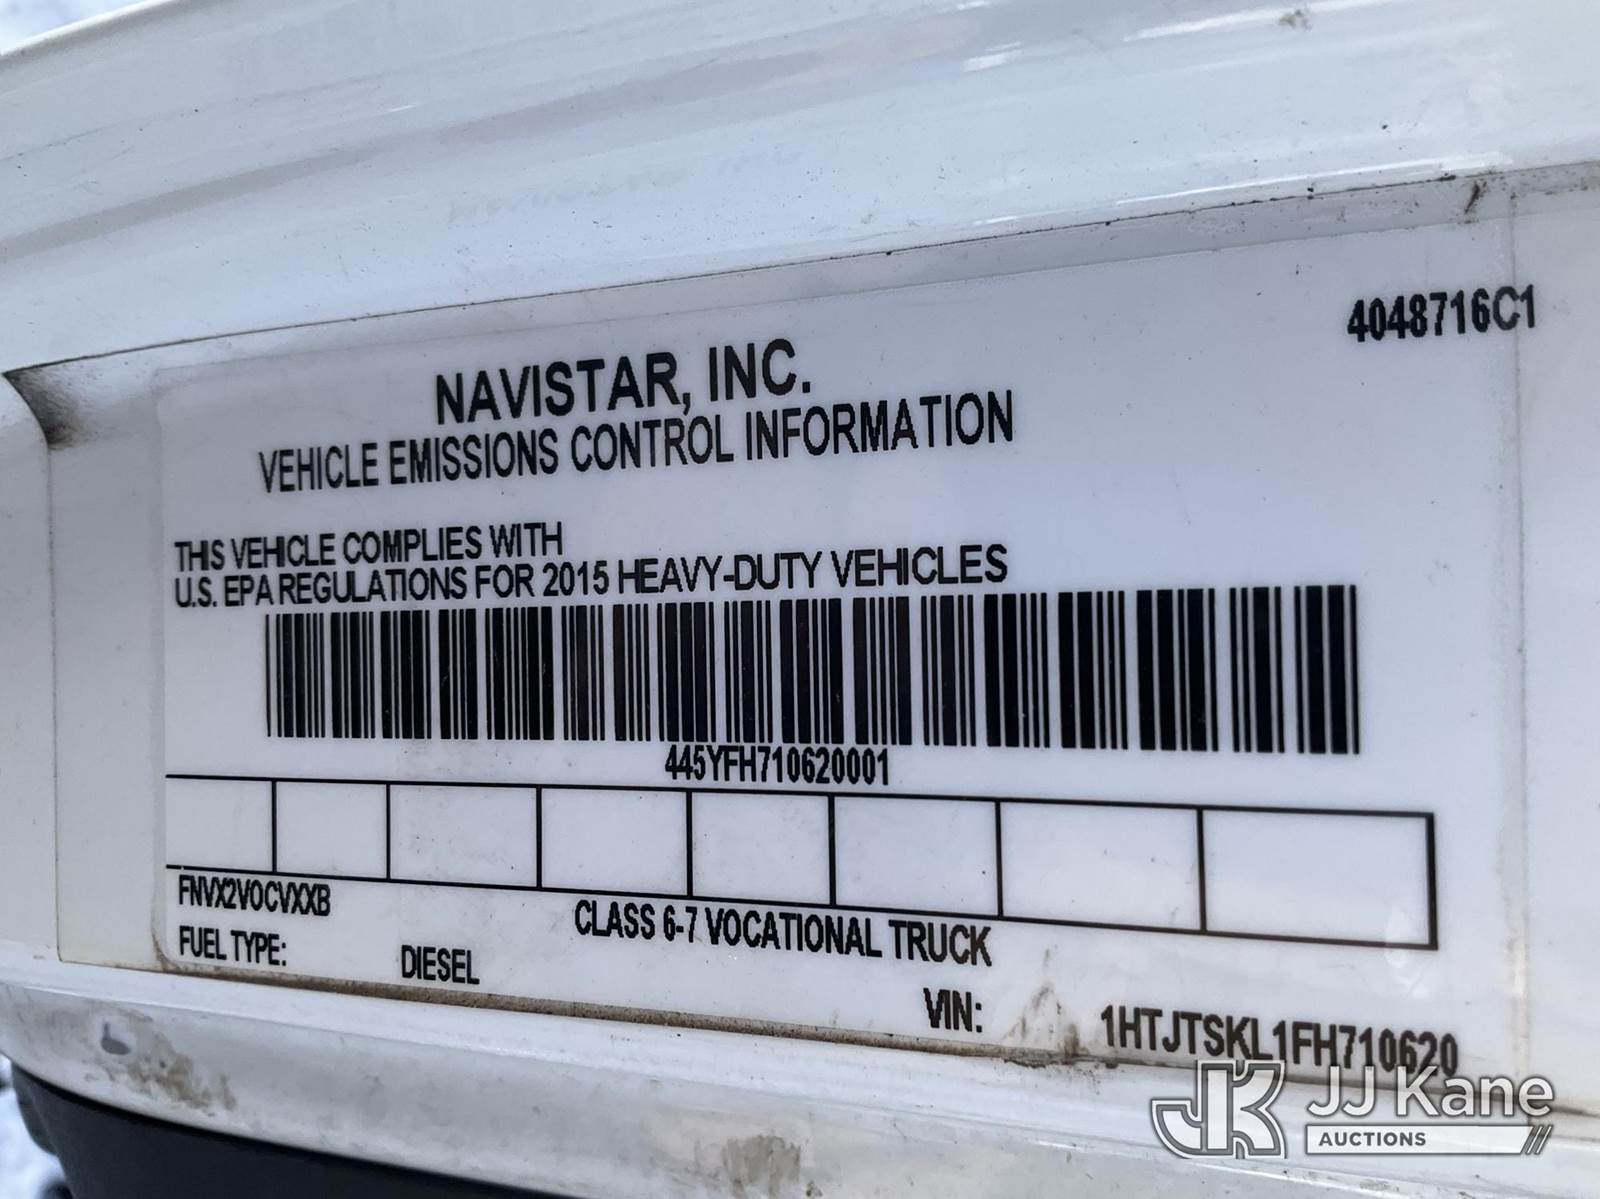 4048716C1
NAVISTAR, INC.
VEHICLE EMISSIONS CONTROL INFORMATION
THIS VEHICLE COMPLIES WITH
U.S. EPA REGULATIONS FOR 2015 HEAVY-DUTY VEHICLES
445YFH710620001
FNVX2VOCVXXB
CLASS 6-7 VOCATIONAL TRUCK
FUEL TYPE: DIESEL
VIN: 1HTJTSKL1FH710620
JK JJ Kane
AUCTIONS